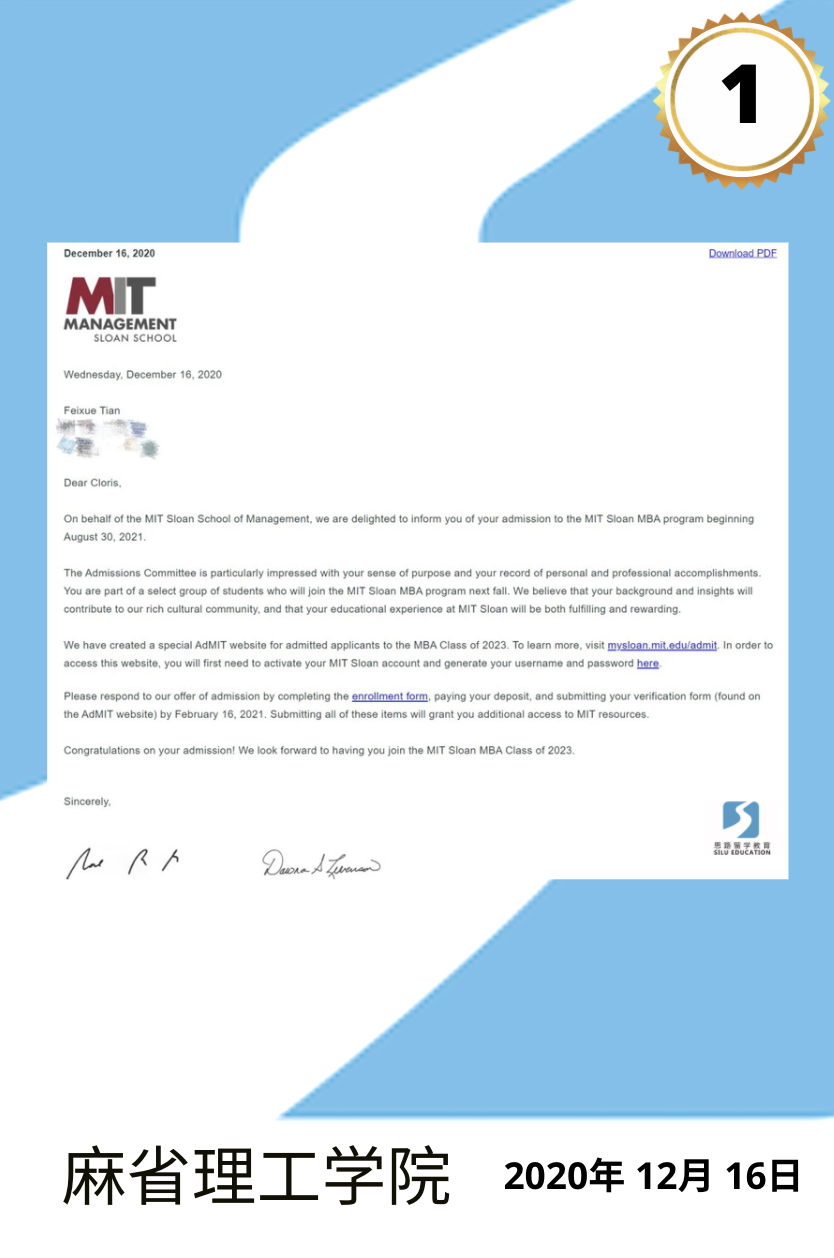 1
December 16, 2020
Download PDF
MIT
MANAGEMENT
SLOAN SCHOOL
Wednesday, December 16, 2020
Feixue Tian
Dear Cloris,
On behalf of the MIT Sloan School of Management, we are delighted to inform you of your admission to the MIT Sloan MBA program beginning
August 30, 2021.
The Admissions Committee is particularly impressed with your sense of purpose and your record of personal and professional accomplishments.
You are part of a select group of students who will join the MIT Sloan MBA program next fall. We believe that your background and insights will
contribute to our rich cultural community, and that your educational experience at MIT Sloan will be both fulfilling and rewarding.
We have created a special AdMIT website for admitted applicants to the MBA Class of 2023. To learn more, visit mysloan.mit.edu/admit. In order to
access this website, you will first need to activate your MIT Sloan account and generate your username and password here.
Please respond to our offer of admission by completing the enrollment form, paying your deposit, and submitting your verification form (found on
the AdMIT website) by February 16, 2021. Submitting all of these items will grant you additional access to MIT resources.
Congratulations on your admission! We look forward to having you join the MIT Sloan MBA Class of 2023.
Sincerely,
思路留学教育
SILU EDUCATION
麻省理工学院
2020年 12月 16日